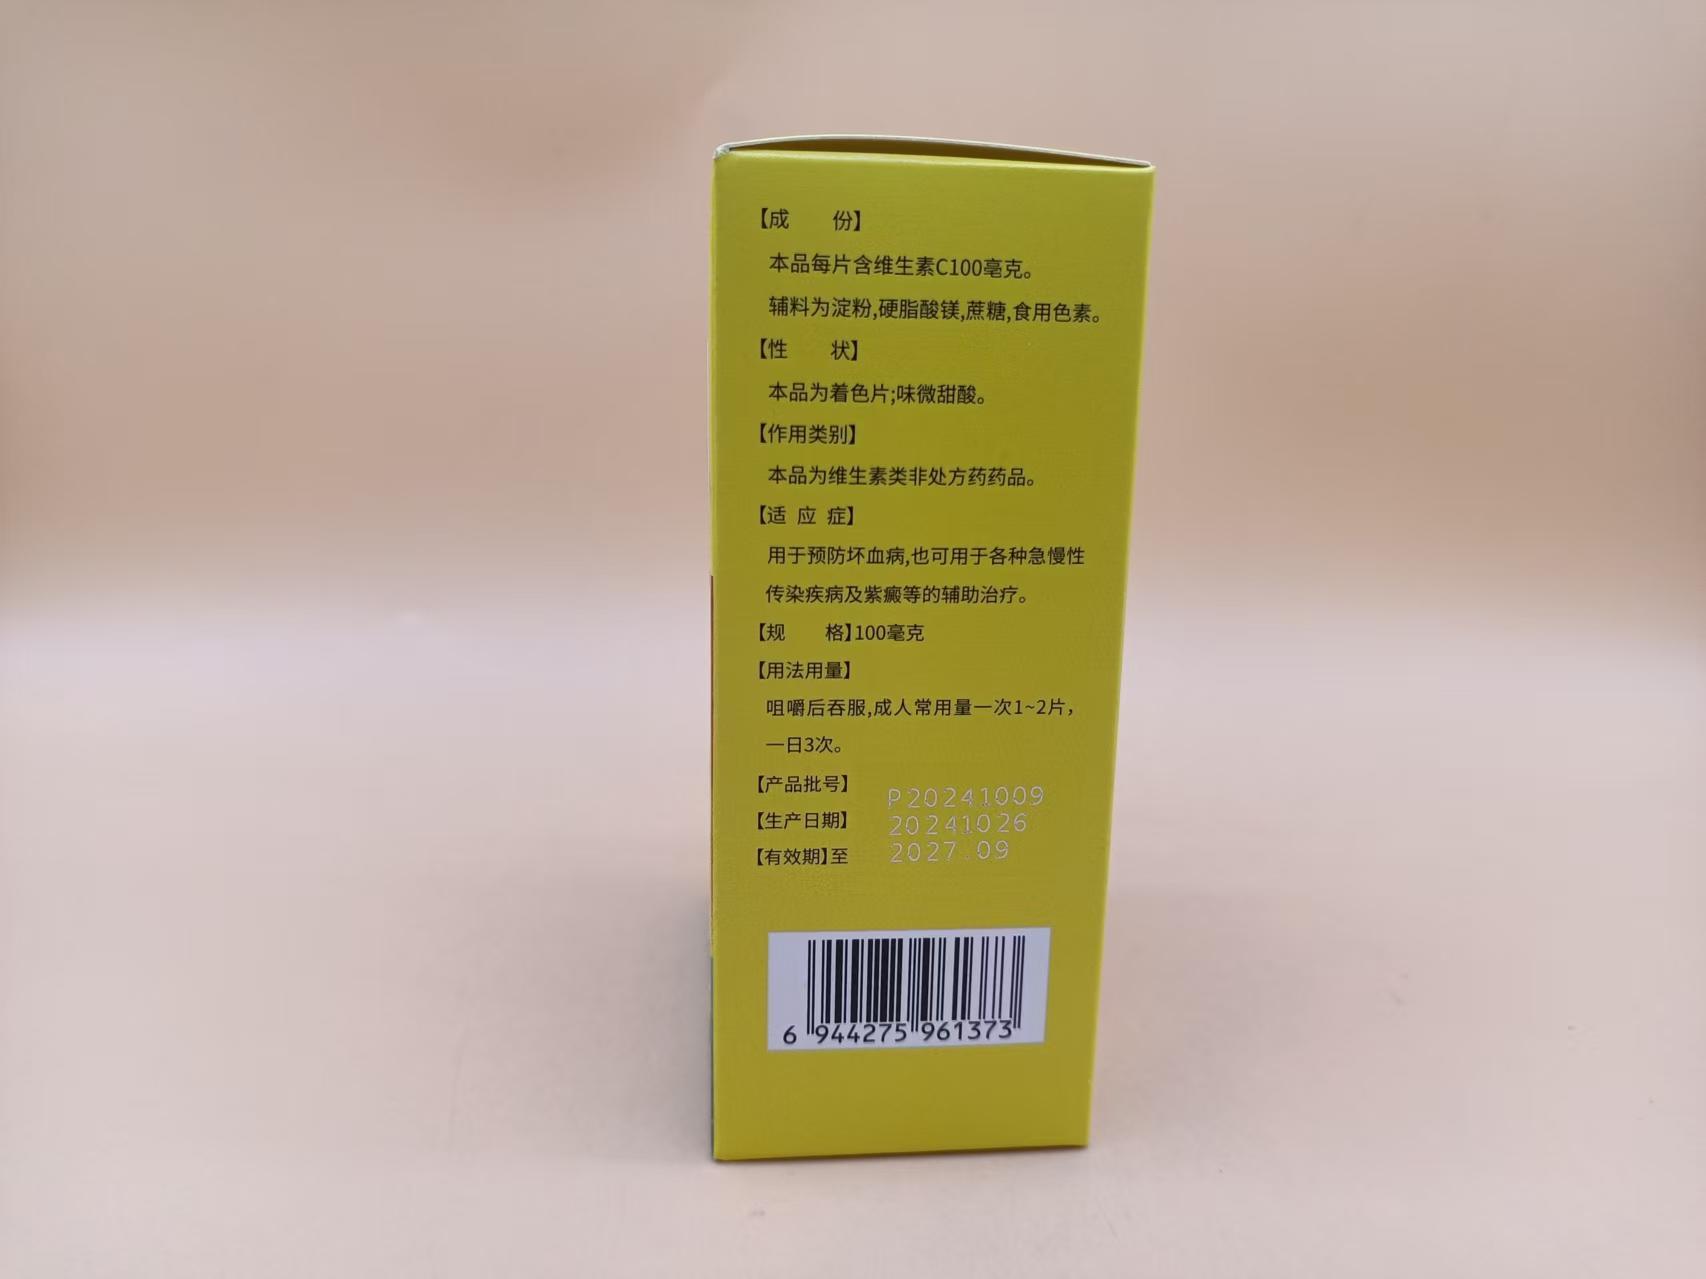 【成　　份】
本品每片含维生素C100毫克。
辅料为淀粉,硬脂酸镁,蔗糖,食用色素。
【性　　状】
本品为着色片;味微甜酸。
【作用类别】
本品为维生素类非处方药药品。
【适 应 症】
用于预防坏血病,也可用于各种急慢性
传染疾病及紫癜等的辅助治疗。
【规　　格】100毫克
【用法用量】
咀嚼后吞服,成人常用量一次1~2片，
一日3次。
【产品批号】 P20241009
【生产日期】 20241026
【有效期】至 2027.09
6 944275 961373